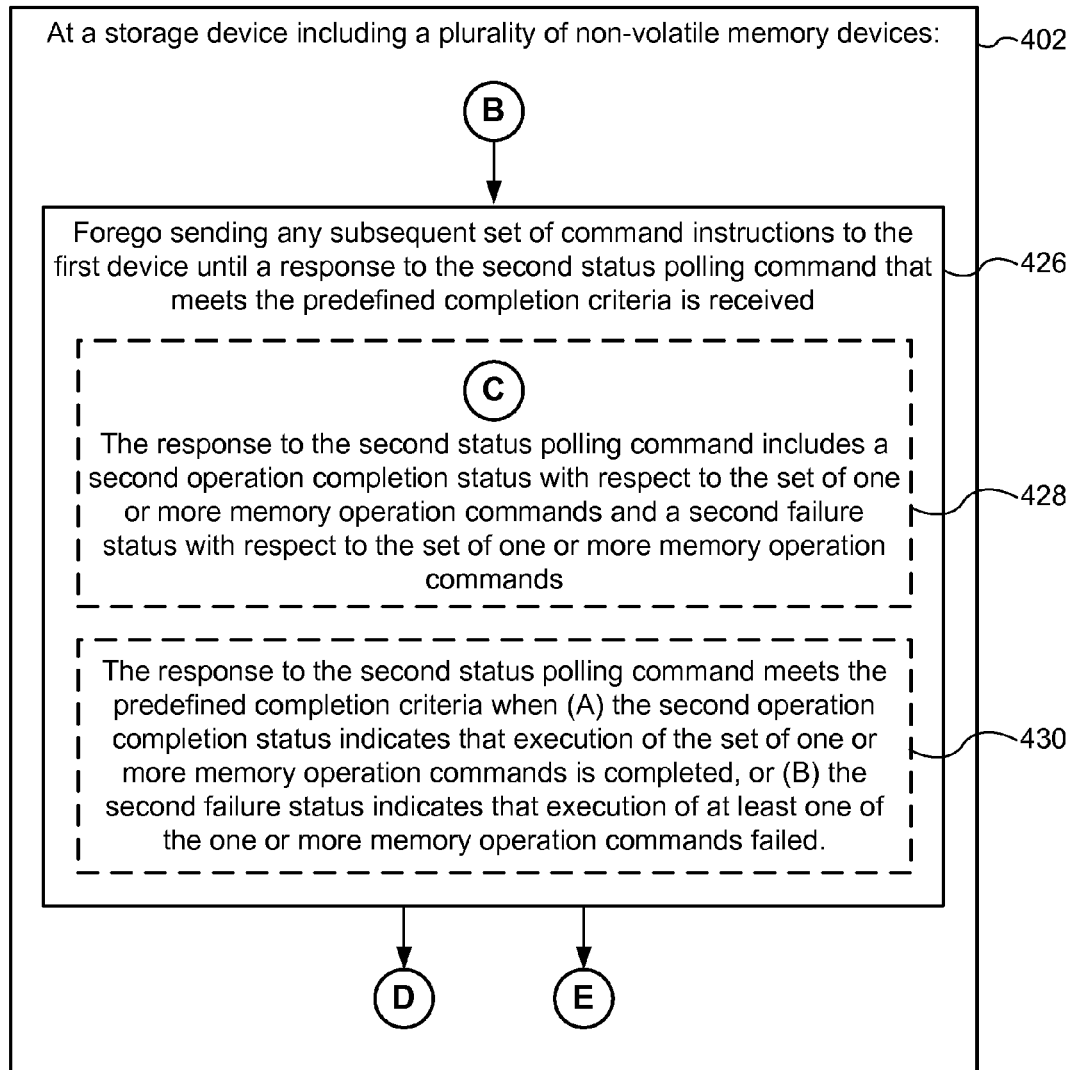 At a storage device including a plurality of non-volatile memory devices:
402
B
Forego sending any subsequent set of command instructions to the
first device until a response to the second status polling command that
meets the predefined completion criteria is received
426
C
The response to the second status polling command includes a
second operation completion status with respect to the set of one
or more memory operation commands and a second failure
status with respect to the set of one or more memory operation
commands
428
The response to the second status polling command meets the
predefined completion criteria when (A) the second operation
completion status indicates that execution of the set of one or
more memory operation commands is completed, or (B) the
second failure status indicates that execution of at least one of
the one or more memory operation commands failed.
430
D
E